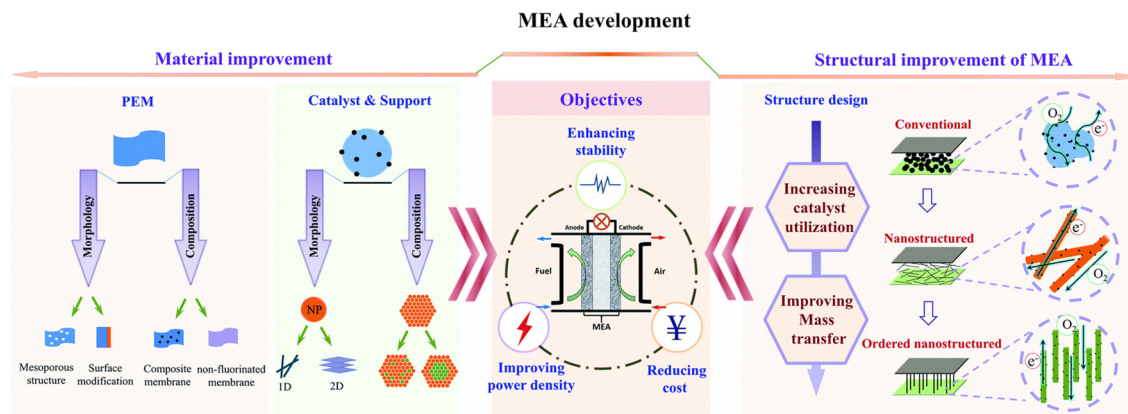 MEA development
Material improvement
Structural improvement of MEA
PEM
Morphology
Composition
Mesoporous
structure
Surface
modification
Composite
membrane
non-fluorinated
membrane
Catalyst & Support
Morphology
Composition
NP
1D
2D
Objectives
Enhancing
stability
Anode
Cathode
Fuel
Air
MEA
¥
Improving
power density
Reducing
cost
Structure design
Increasing
catalyst
utilization
Improving
Mass
transfer
Conventional
O2
e-
Nanostructured
e-
O2
Ordered nanostructured
O2
e-